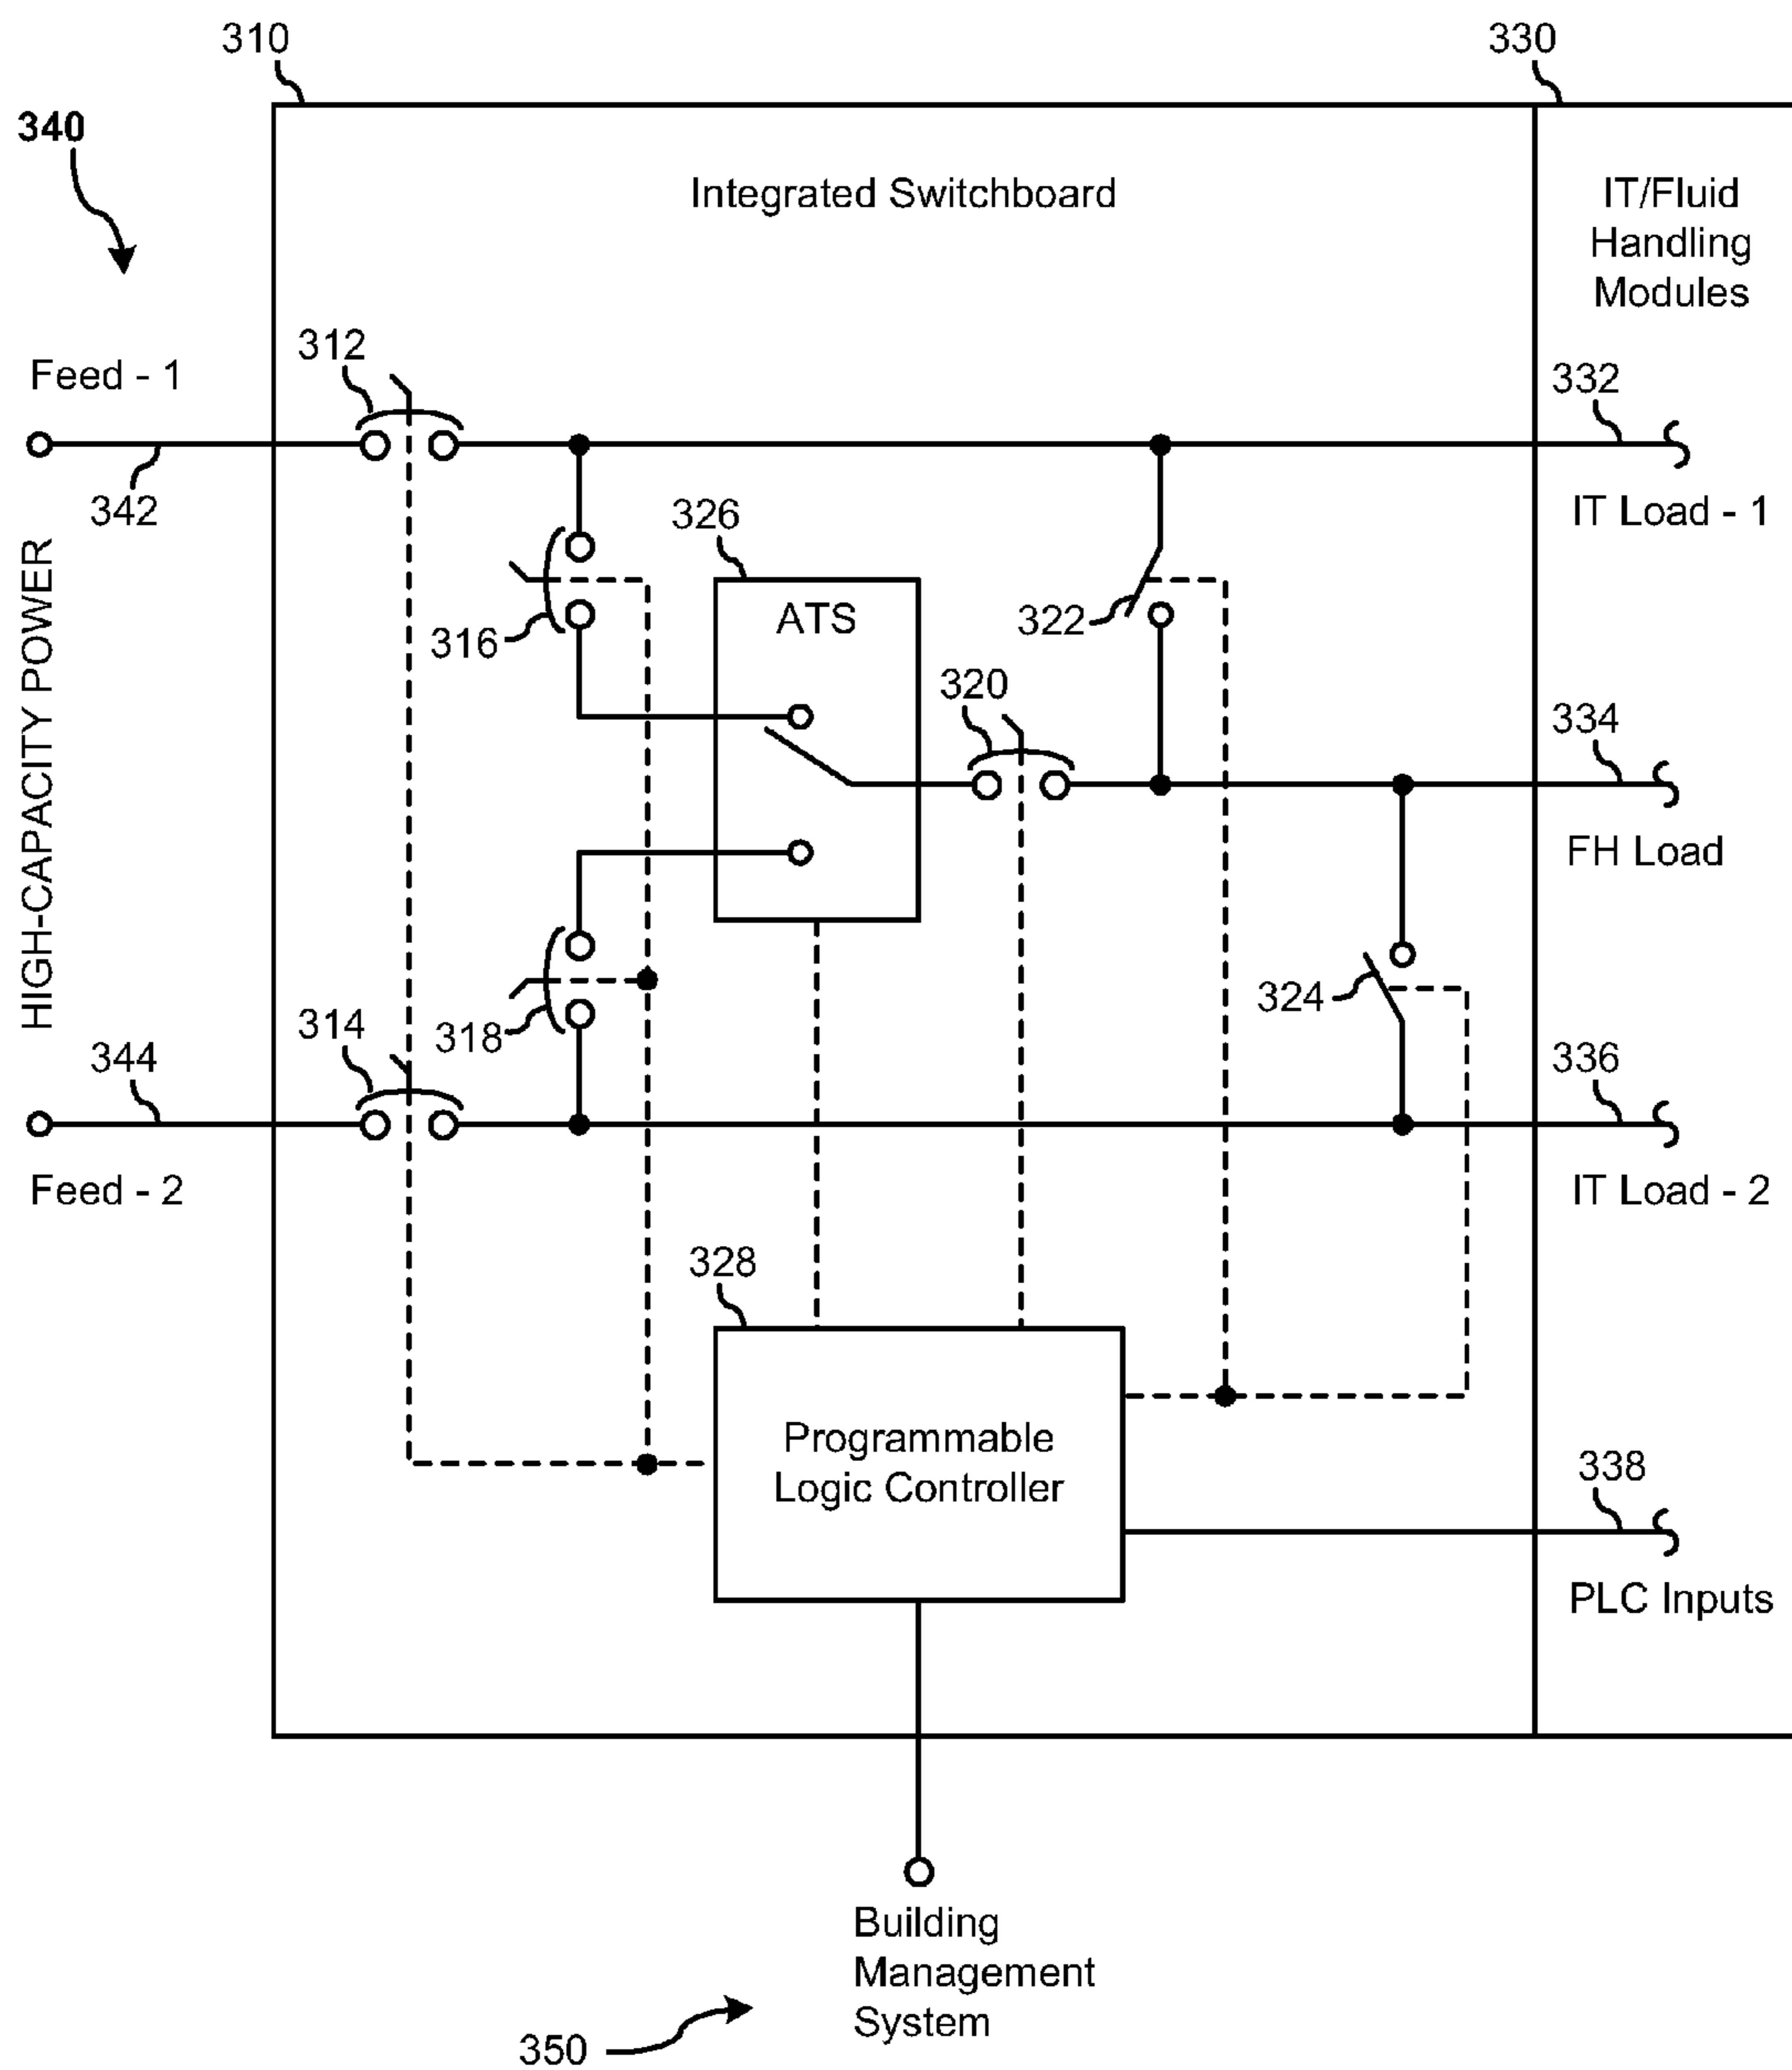 310
330
340
Integrated Switchboard
IT/Fluid
Handling
Modules
312
Feed - 1
332
342
326
IT Load - 1
HIGH-CAPACITY POWER
ATS
316
322
320
334
FH Load
324
314
318
344
336
Feed - 2
IT Load - 2
328
Programmable
Logic Controller
338
PLC Inputs
Building
Management
System
350